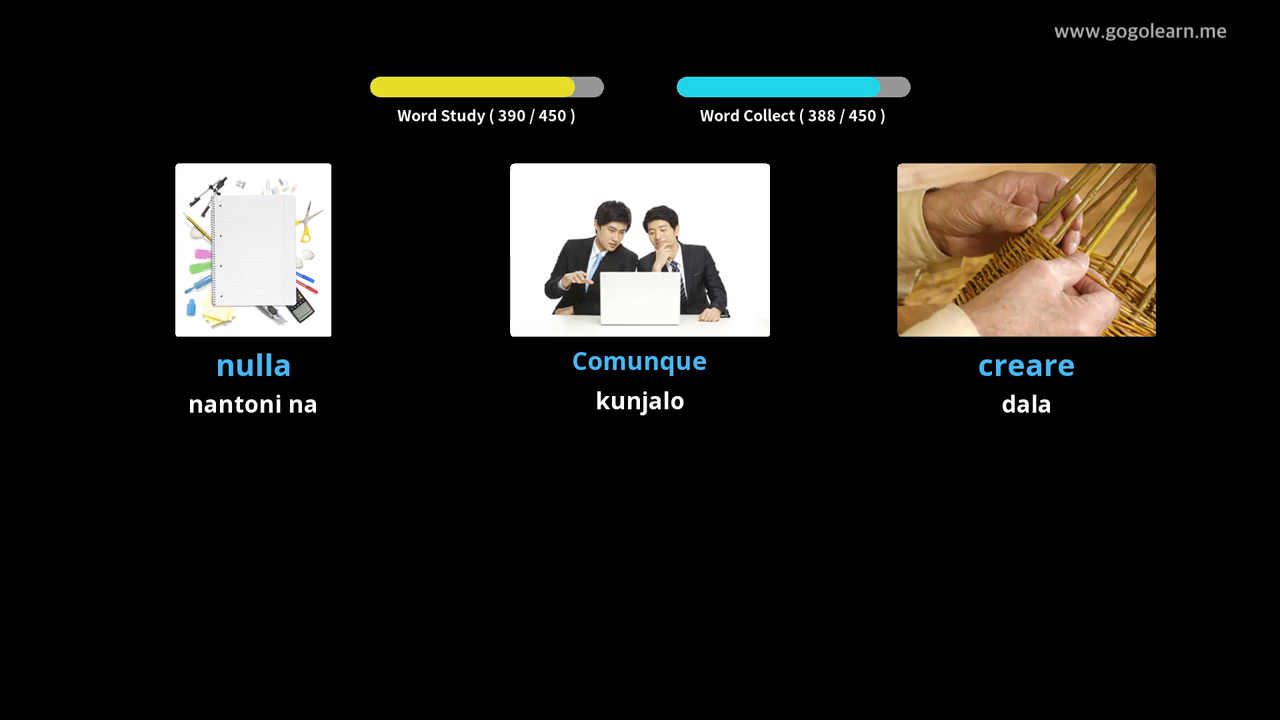 www.gogolearn.me
Word Study ( 390 / 450 )
Word Collect ( 388 / 450 )
nulla
nantoni na
Comunque
kunjalo
creare
dala